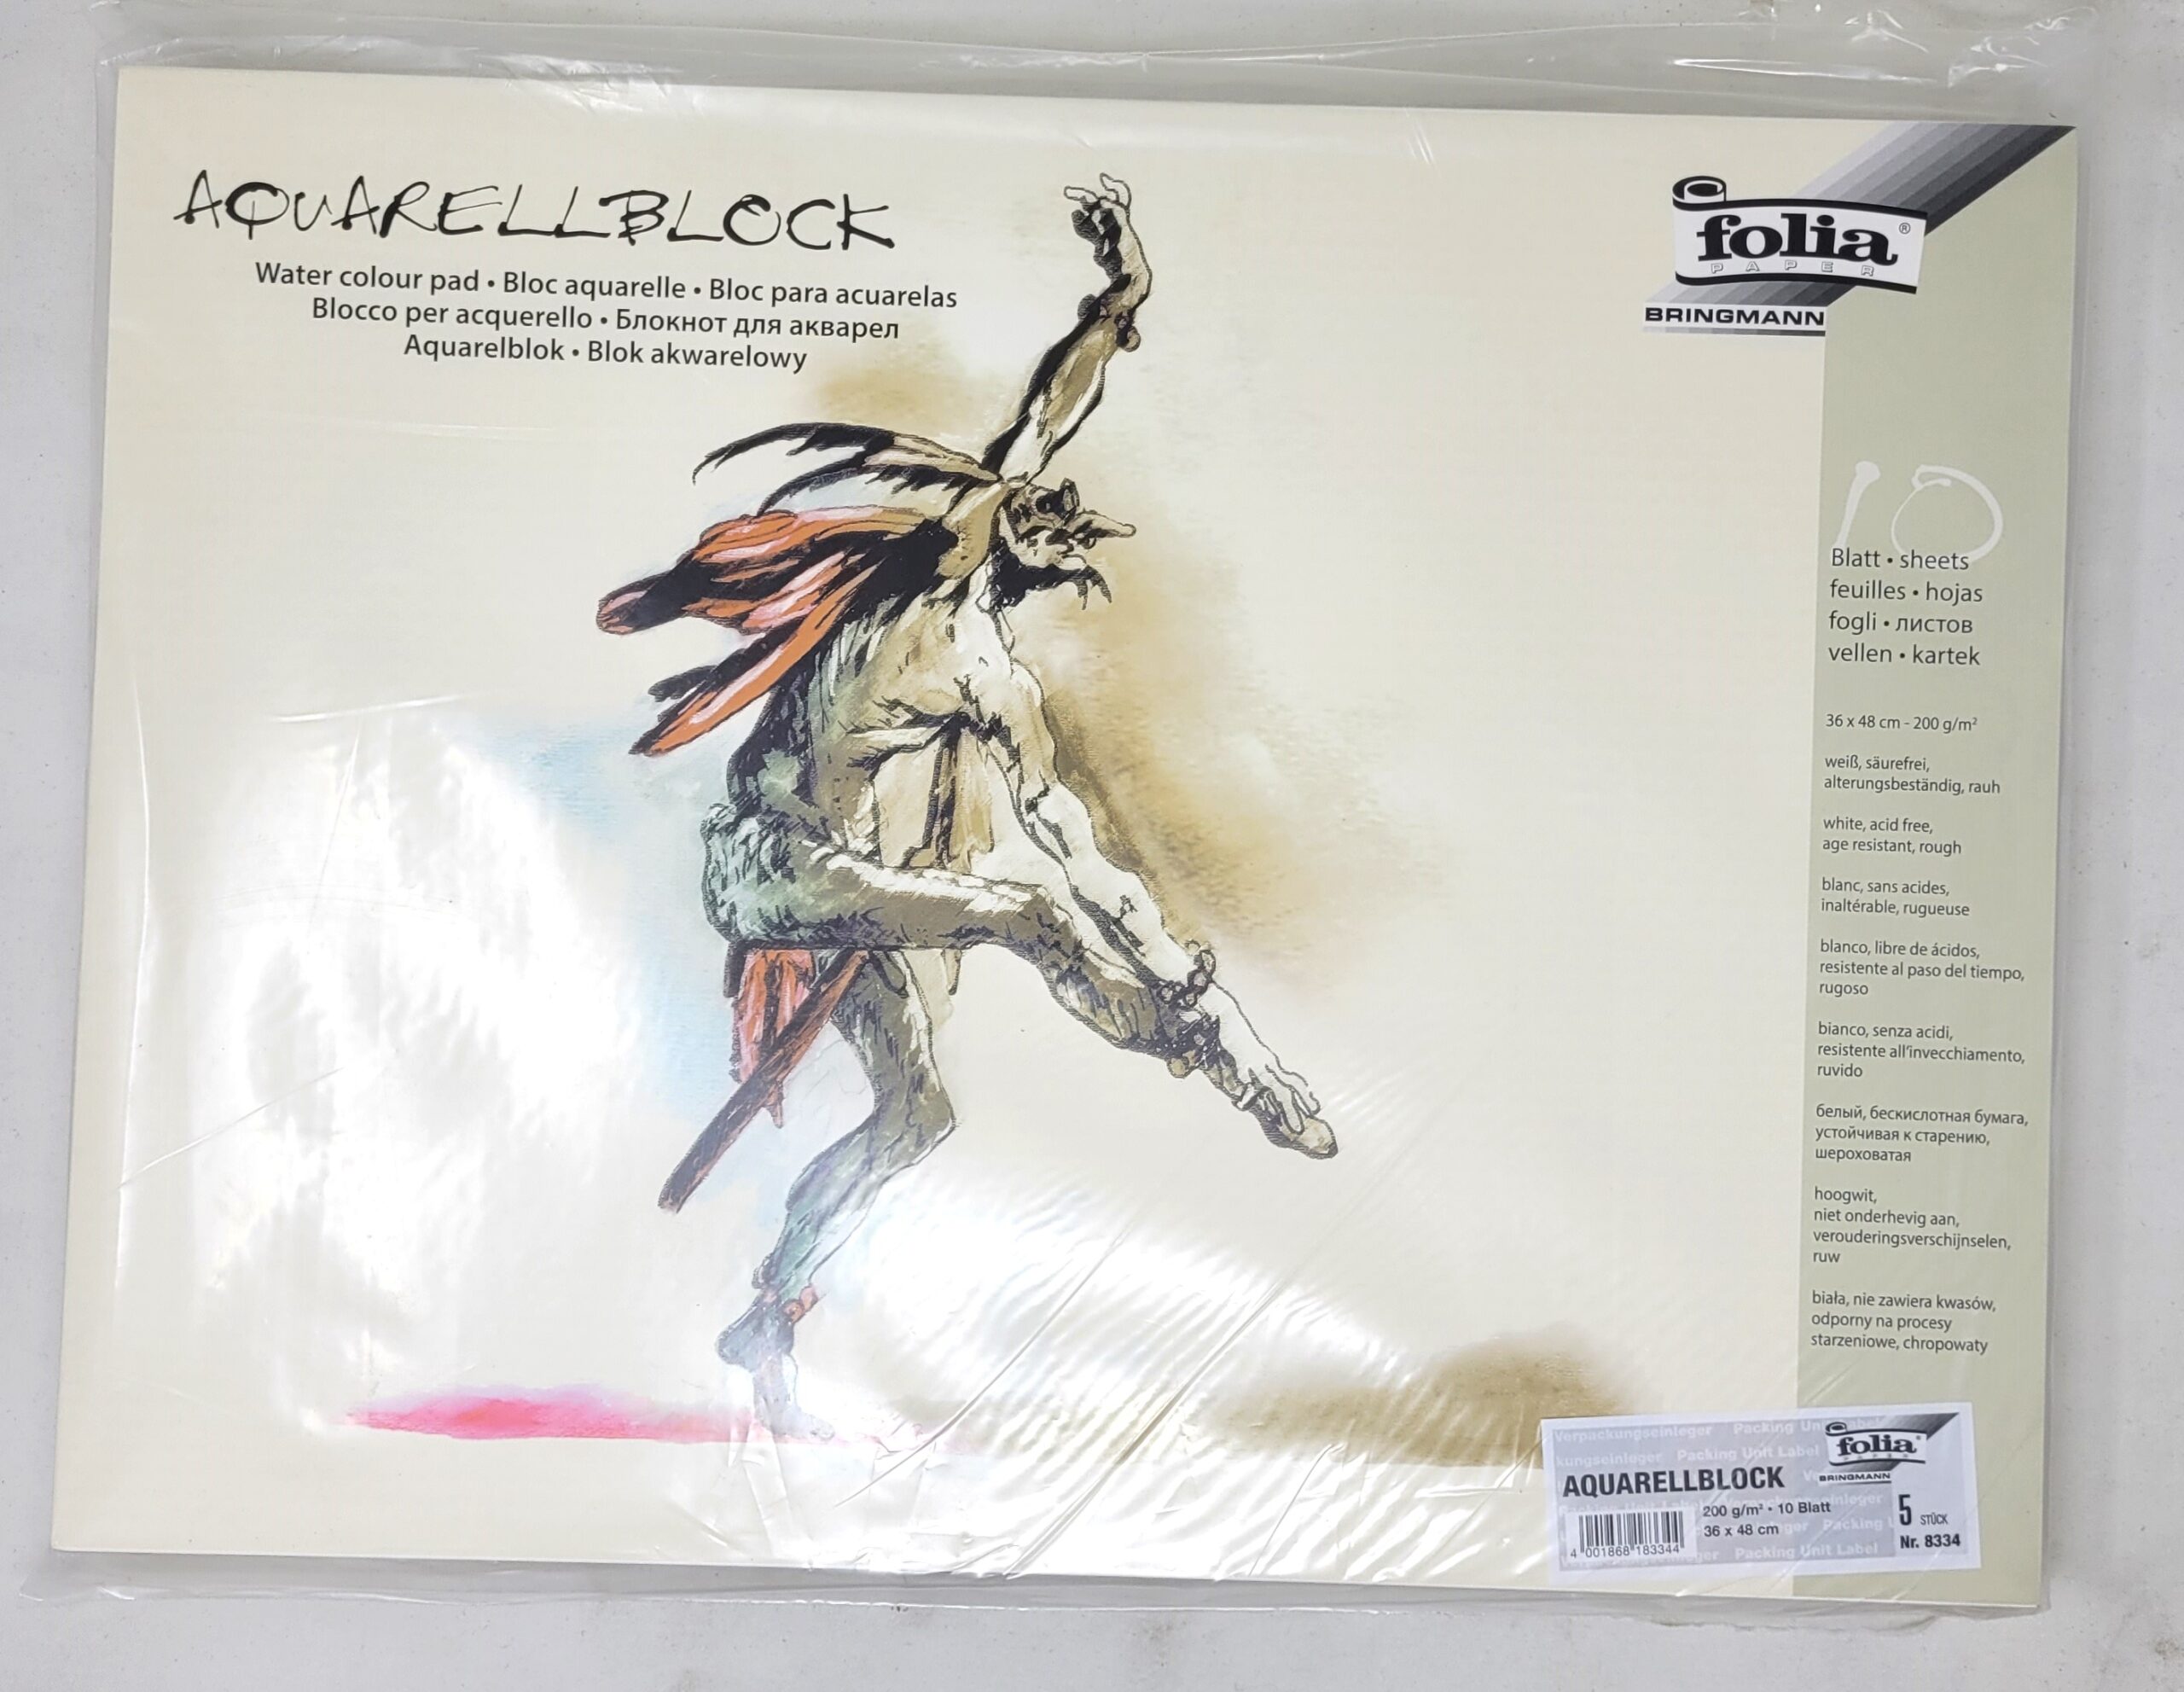 AQUARELLBLOCK
Water colour pad • Bloc aquarelle • Bloc para acuarelas
Blocco per acquerello • Блокнот для акварел
Aquarelblok • Blok akwarelowy
folia®
PAPER
BRINGMANN
10
Blatt • sheets
feuilles • hojas
fogli • листов
vellen • kartek
36 x 48 cm - 200 g/m²
weiß, säurefrei,
alterungsbeständig, rauh
white, acid free,
age resistant, rough
blanc, sans acides,
inaltérable, rugueuse
blanco, libre de ácidos,
resistente al paso del tiempo,
rugoso
bianco, senza acidi,
resistente all'invecchiamento,
ruvido
белый, бескислотная бумага,
устойчивая к старению,
шероховатая
hoogwit,
niet onderhevig aan,
verouderingsverschijnselen,
ruw
biała, nie zawiera kwasów,
odporny na procesy
starzeniowe, chropowaty
Verpackungseinleger Packing
Packing Unit Label
folia
BRINGMANN
AQUARELLBLOCK
200 g/m² • 10 Blatt
36 x 48 cm
5 STÜCK
Nr. 8334
4 001868 183344
Packing Unit Label